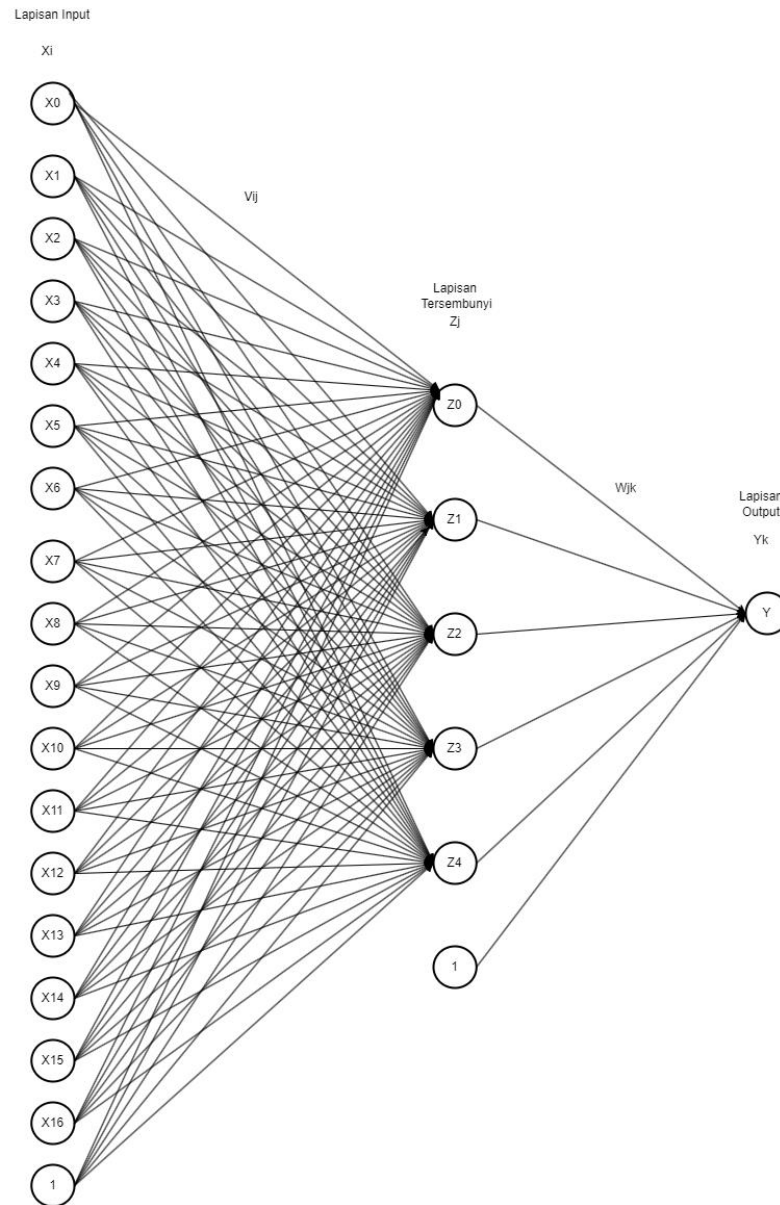 Lapisan Input
Xi
X0
X1
Vij
X2
Lapisan
Tersembunyi
Zj
X3
X4
Z0
X5
X6
Wjk
Lapisan
Output
Yk
Z1
X7
X8
Z2
Y
X9
X10
Z3
X11
X12
Z4
X13
1
X14
X15
X16
1